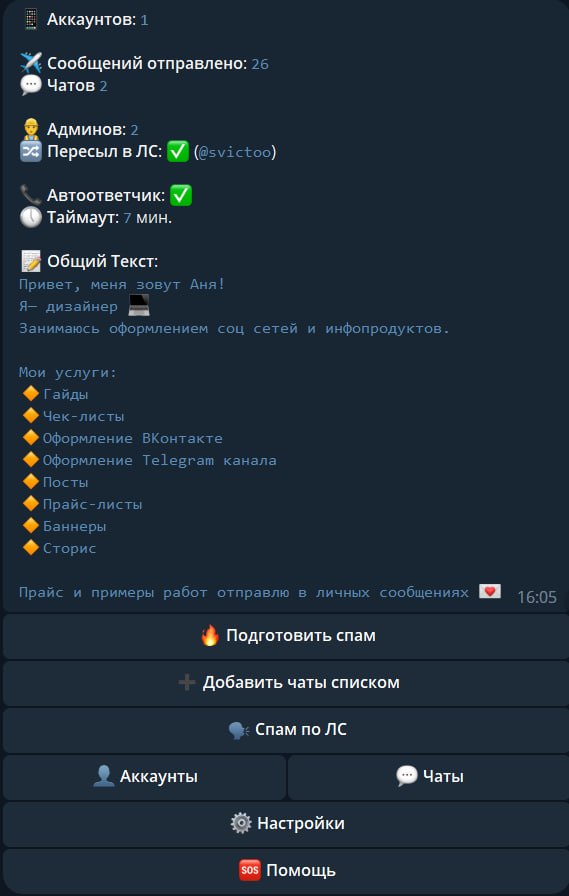 Аккаунтов: 1
Сообщений отправлено: 26
Чатов 2
Админов: 2
Пересыл в ЛС: ✅ (@svictoo)
Автоответчик: ✅
Таймаут: 7 мин.
Общий Текст:
Привет, меня зовут Аня!
Я— дизайнер
Занимаюсь оформлением соц сетей и инфопродуктов.
Мои услуги:
Гайды
Чек-листы
Оформление ВКонтакте
Оформление Telegram канала
Посты
Прайс-листы
Баннеры
Сторис
Прайс и примеры работ отправлю в личных сообщениях
16:05
Подготовить спам
Добавить чаты списком
Спам по ЛС
Аккаунты
Чаты
Настройки
SOS Помощь